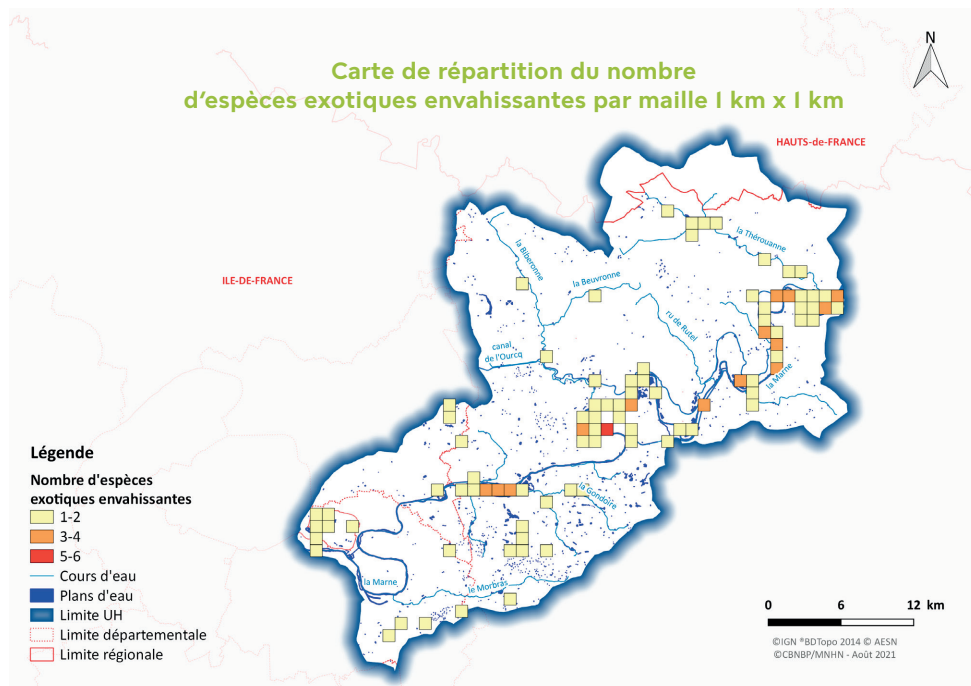 N
Carte de répartition du nombre
d'espèces exotiques envahissantes par maille 1 km x 1 km
HAUTS-de-FRANCE
ILE-DE-FRANCE
la Thérouanne
la Biberonne
la Beuvronne
ru de Rutel
canal
de l'Ourcq
la Marne
la Gondoire
la Marne
le Morbras
Légende
Nombre d'espèces
exotiques envahissantes
1-2
3-4
5-6
Cours d'eau
Plans d'eau
Limite UH
Limite départementale
Limite régionale
0 6 12 km
©IGN ®BDTopo 2014 © AESN
©CBNBP/MNHN - Août 2021